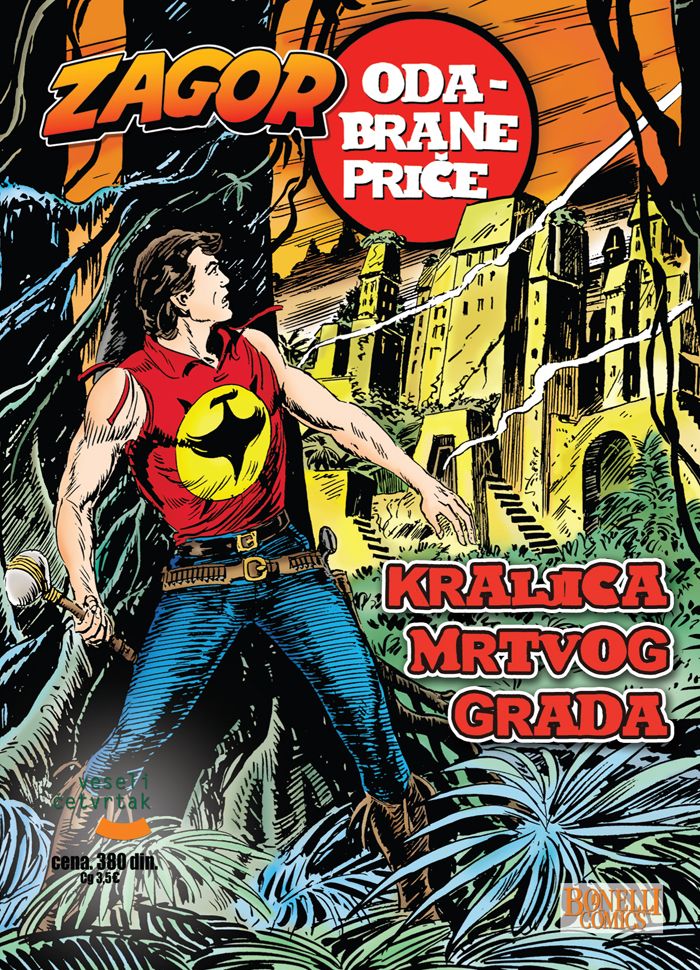 ZAGOR
ODA-
BRANE
PRIČE
KRALJICA
MRTVOG
GRADA
veseli
četvrtak
cena. 380 din.
Cg 3,5€
BONELLI
COMICS